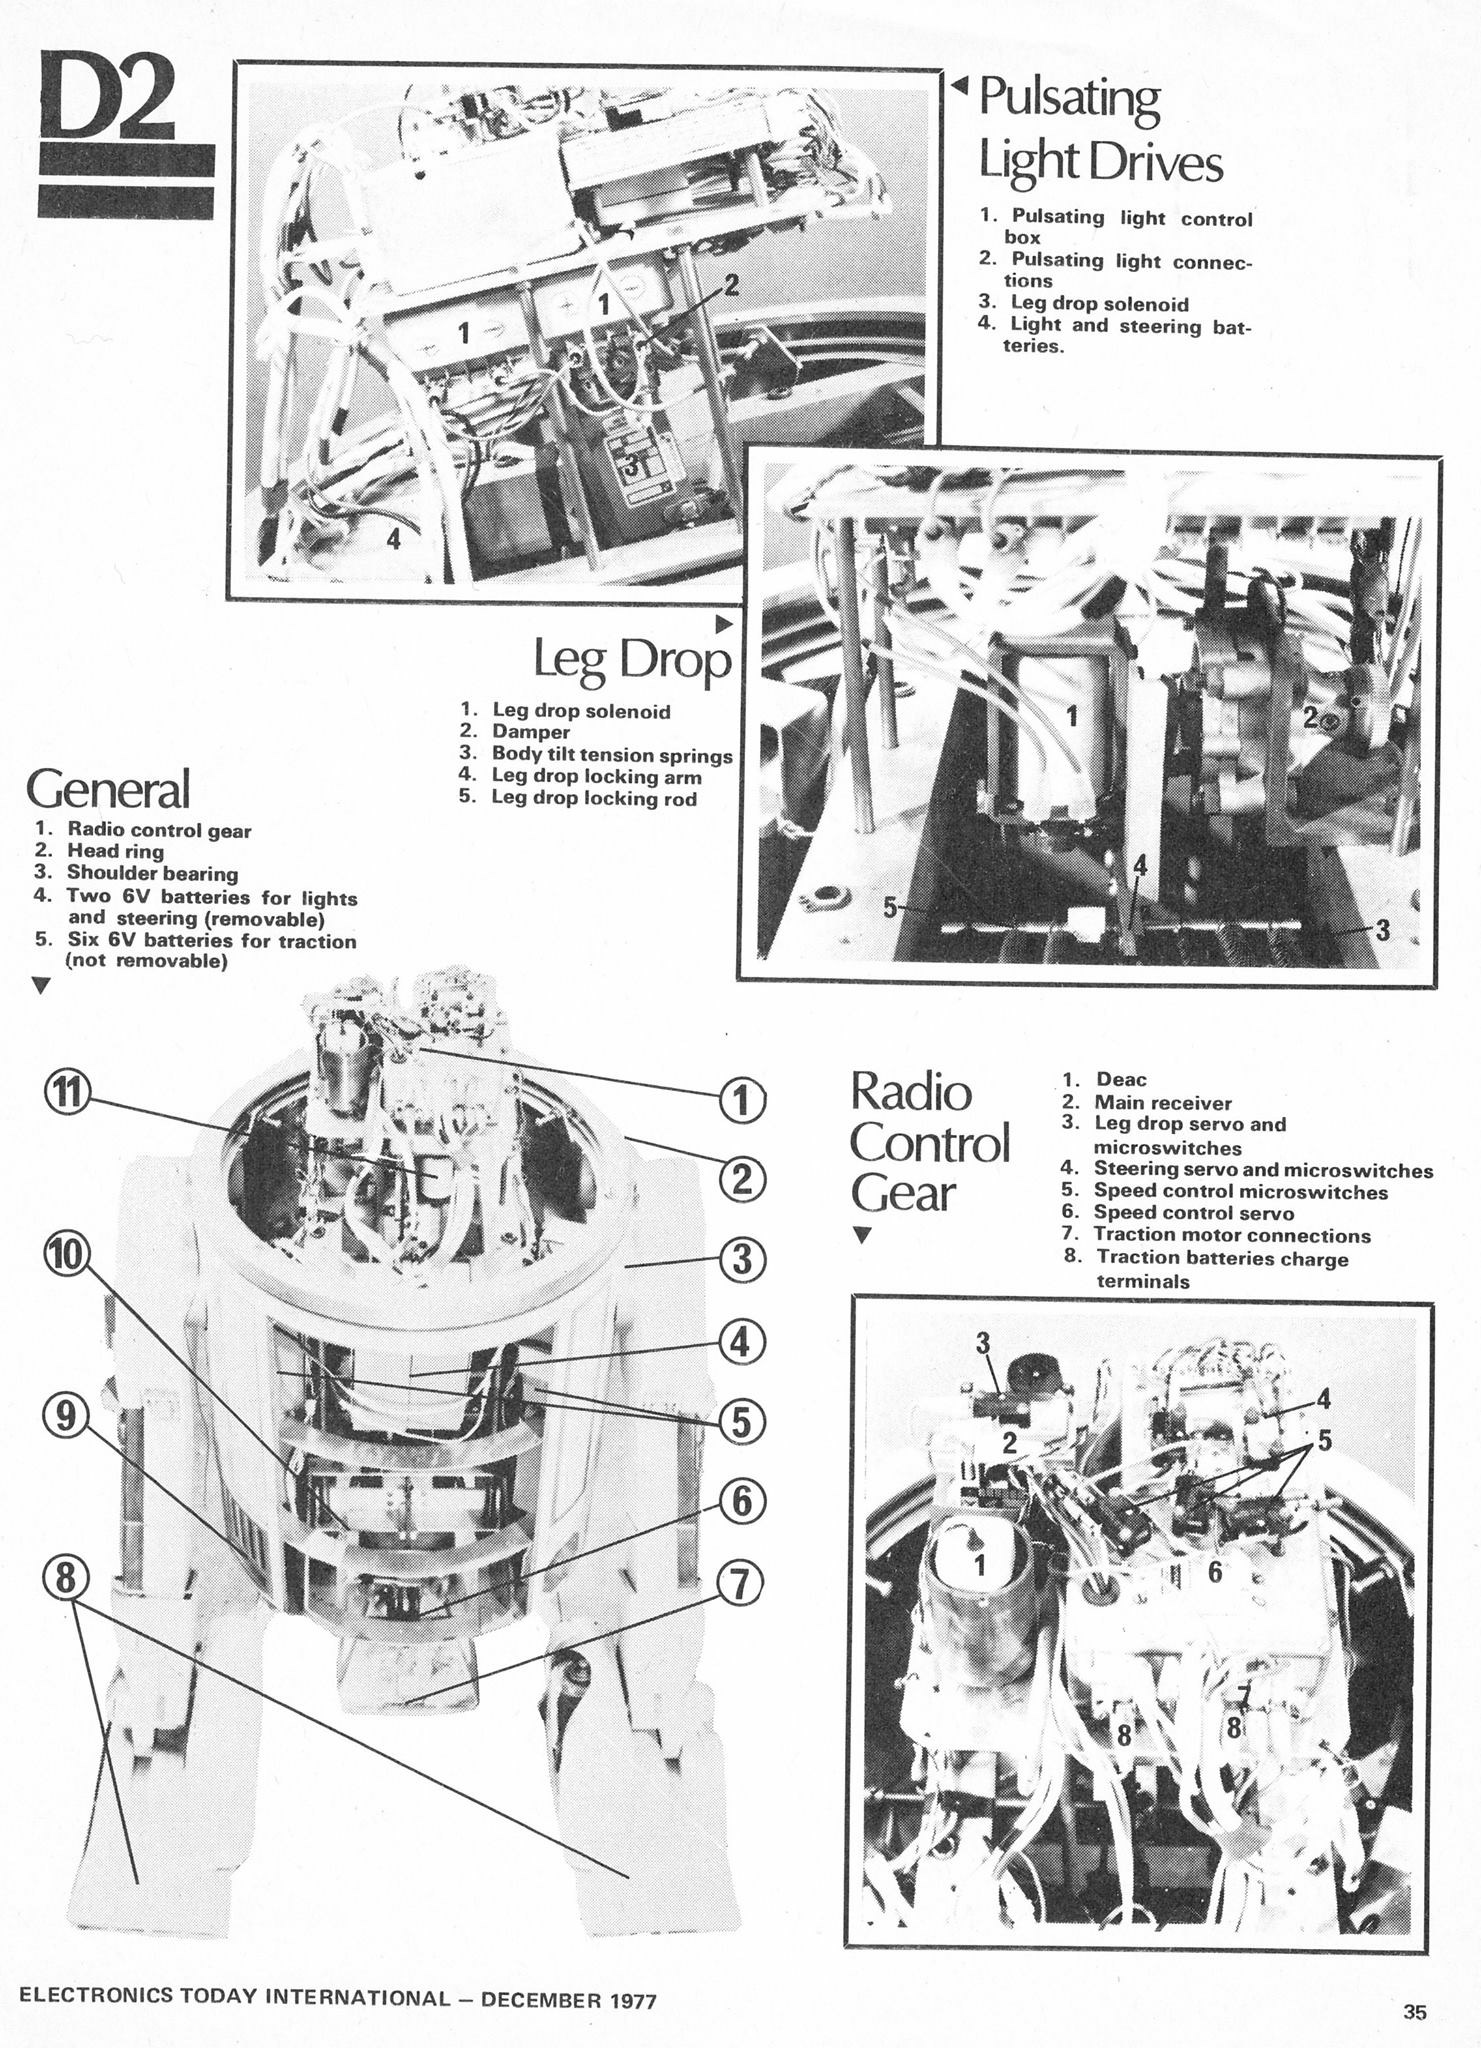 D2
Pulsating
Light Drives
1. Pulsating light control
box
2. Pulsating light connec-
tions
3. Leg drop solenoid
4. Light and steering bat-
teries.
1
1
2
3
4
Leg Drop
1. Leg drop solenoid
2. Damper
3. Body tilt tension springs
4. Leg drop locking arm
5. Leg drop locking rod
1
2
4
5
3
General
1. Radio control gear
2. Head ring
3. Shoulder bearing
4. Two 6V batteries for lights
and steering (removable)
5. Six 6V batteries for traction
(not removable)
11
1
2
10
3
4
9
5
6
8
7
Radio
Control
Gear
1. Deac
2. Main receiver
3. Leg drop servo and
microswitches
4. Steering servo and microswitches
5. Speed control microswitches
6. Speed control servo
7. Traction motor connections
8. Traction batteries charge
terminals
3
4
2
5
1
6
7
8
8
ELECTRONICS TODAY INTERNATIONAL — DECEMBER 1977
35